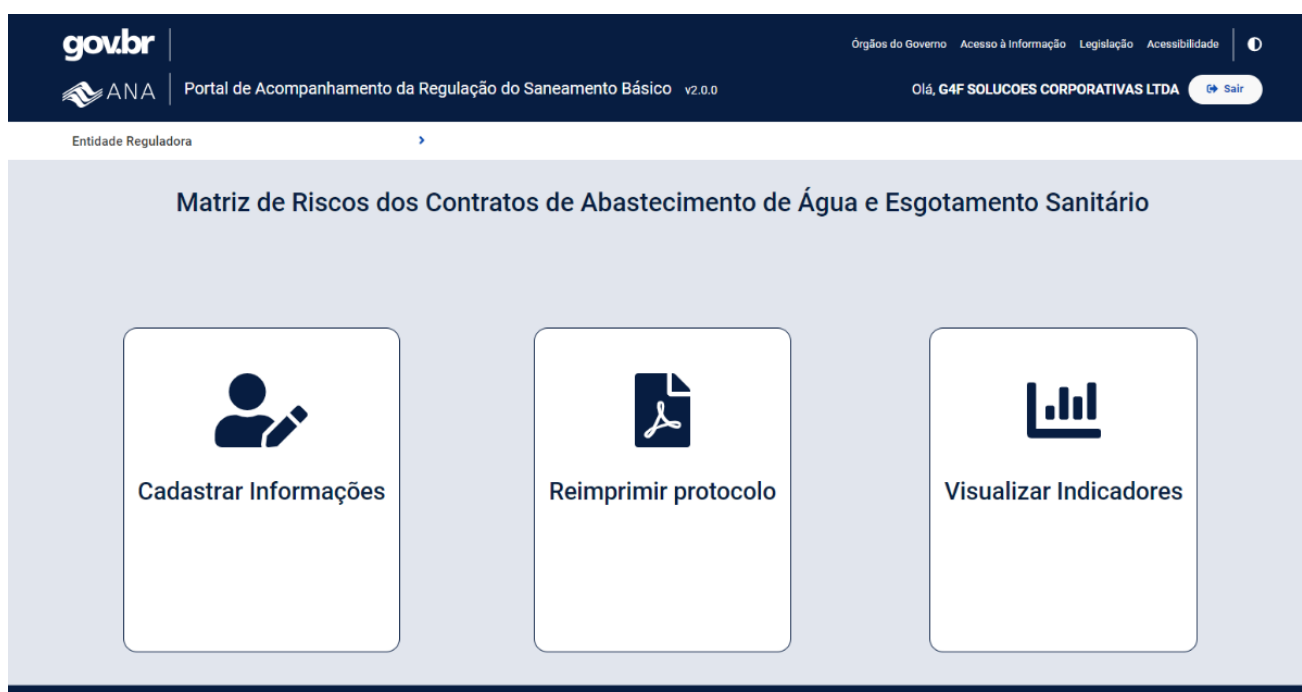 gov.br
Órgãos do Governo Acesso à Informação Legislação Acessibilidade
ANA Portal de Acompanhamento da Regulação do Saneamento Básico v2.0.0
Olá, G4F SOLUCOES CORPORATIVAS LTDA Sair
Entidade Reguladora
Matriz de Riscos dos Contratos de Abastecimento de Água e Esgotamento Sanitário
Cadastrar Informações
Reimprimir protocolo
Visualizar Indicadores